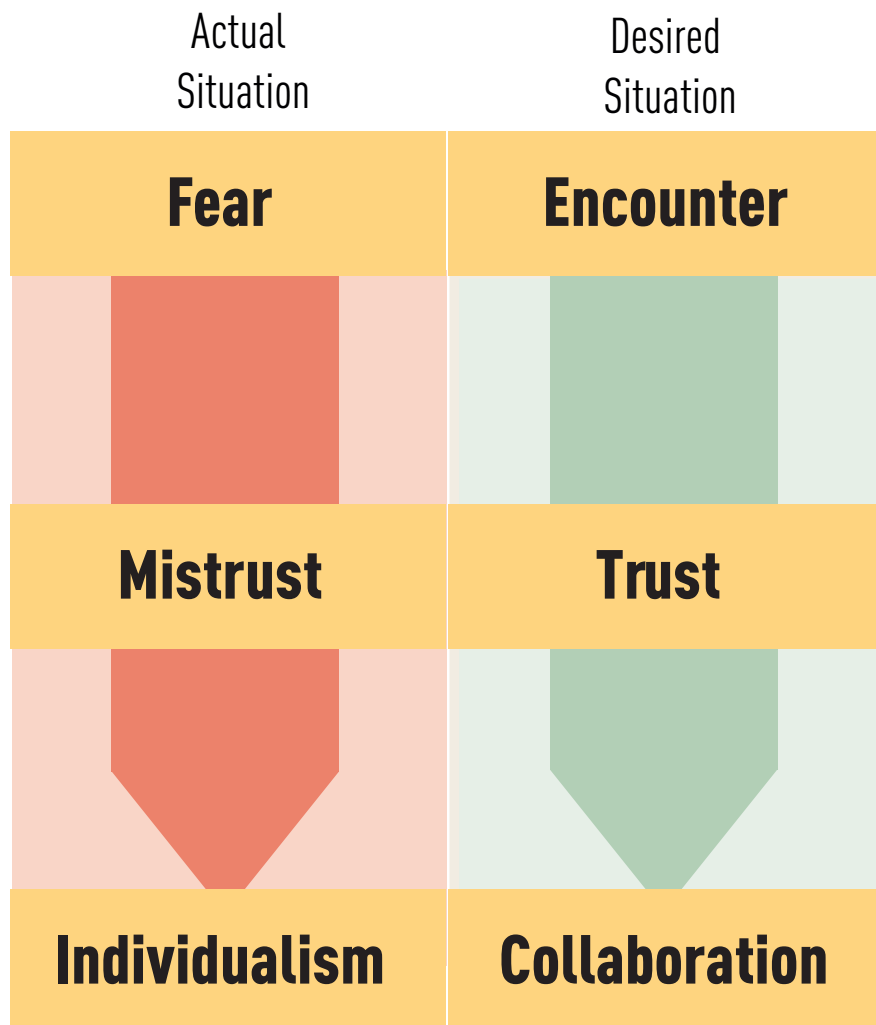 Actual
Situation
Desired
Situation
Fear
Encounter
Mistrust
Trust
Individualism
Collaboration